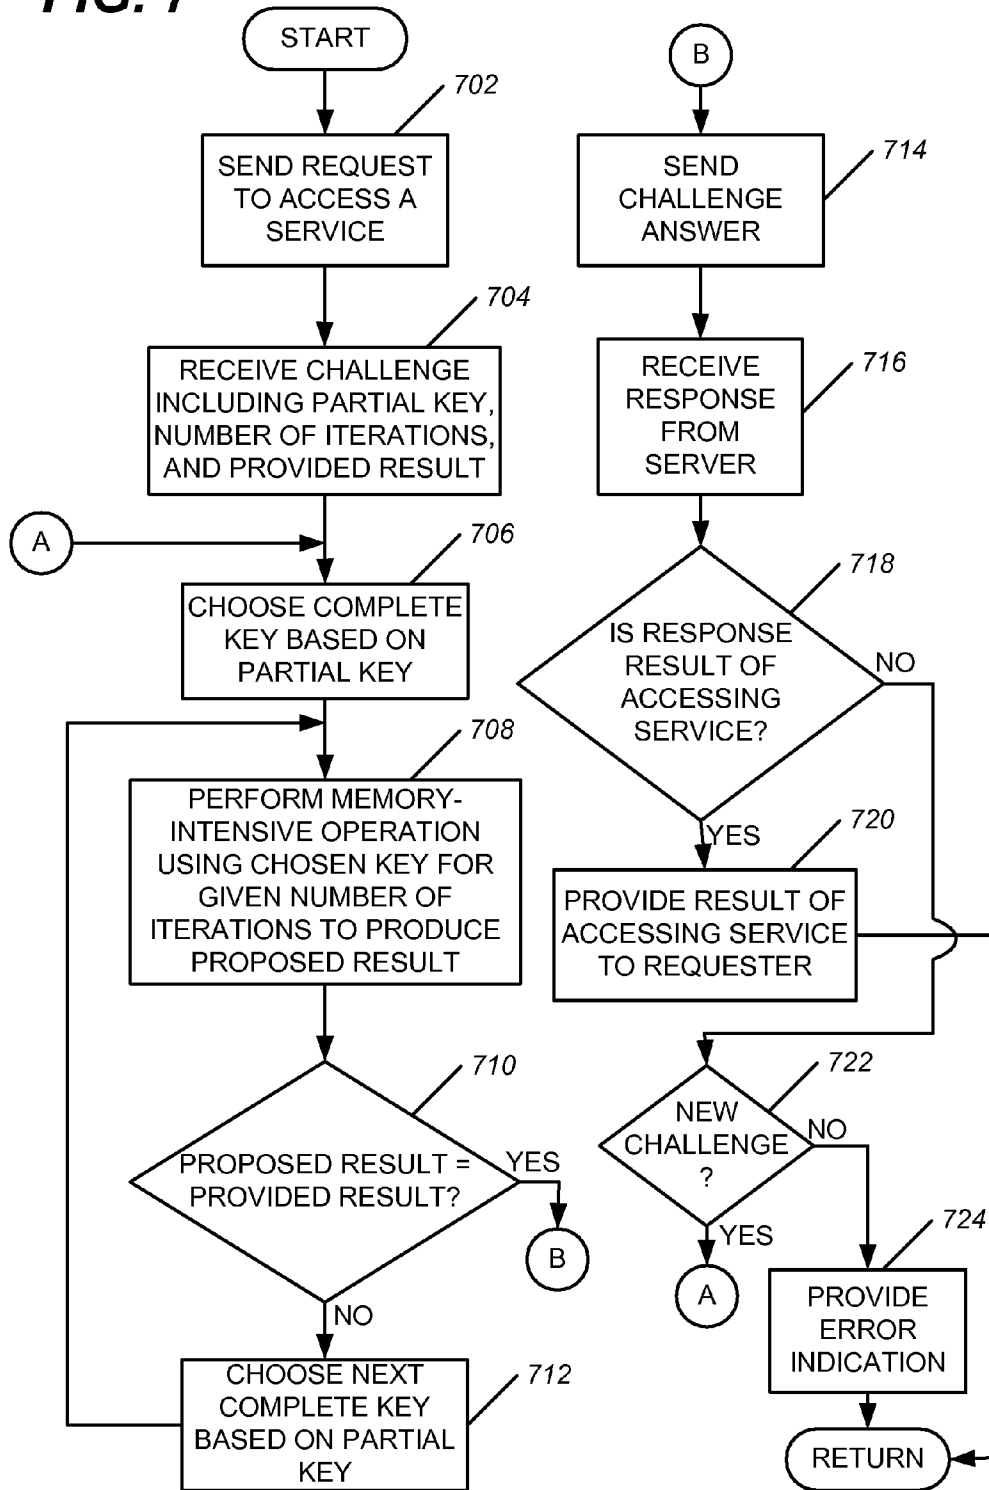 FIG. 7
START
702
SEND REQUEST
TO ACCESS A
SERVICE
704
RECEIVE CHALLENGE
INCLUDING PARTIAL KEY,
NUMBER OF ITERATIONS,
AND PROVIDED RESULT
A
706
CHOOSE COMPLETE
KEY BASED ON
PARTIAL KEY
708
PERFORM MEMORY-
INTENSIVE OPERATION
USING CHOSEN KEY FOR
GIVEN NUMBER OF
ITERATIONS TO PRODUCE
PROPOSED RESULT
710
PROPOSED RESULT =
PROVIDED RESULT?
YES
B
NO
712
CHOOSE NEXT
COMPLETE KEY
BASED ON PARTIAL
KEY
B
714
SEND
CHALLENGE
ANSWER
716
RECEIVE
RESPONSE
FROM
SERVER
718
IS RESPONSE
RESULT OF
ACCESSING
SERVICE?
NO
YES
720
PROVIDE RESULT OF
ACCESSING SERVICE
TO REQUESTER
722
NEW
CHALLENGE
?
NO
YES
A
724
PROVIDE
ERROR
INDICATION
RETURN